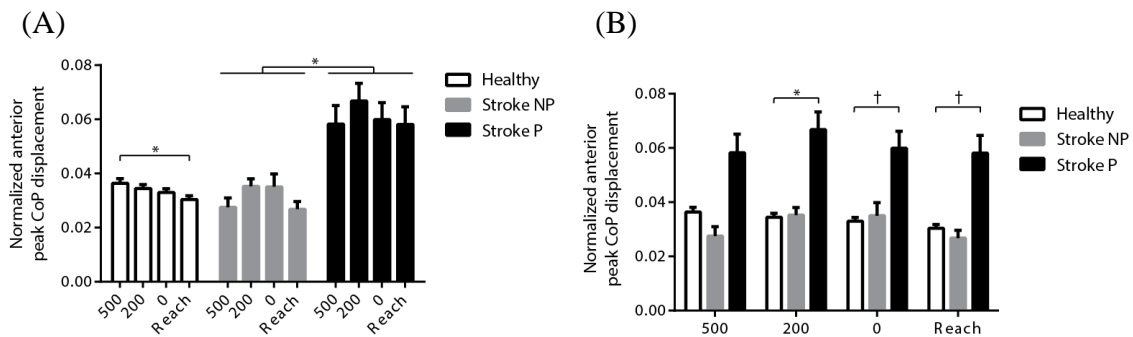 (A)
Normalized anterior
peak CoP displacement
0.08
0.06
0.04
0.02
0.00
*
*
500
200
0
Reach
500
200
0
Reach
500
200
0
Reach
Healthy
Stroke NP
Stroke P
(B)
Normalized anterior
peak CoP displacement
0.08
0.06
0.04
0.02
0.00
*
†
†
500
200
0
Reach
Healthy
Stroke NP
Stroke P